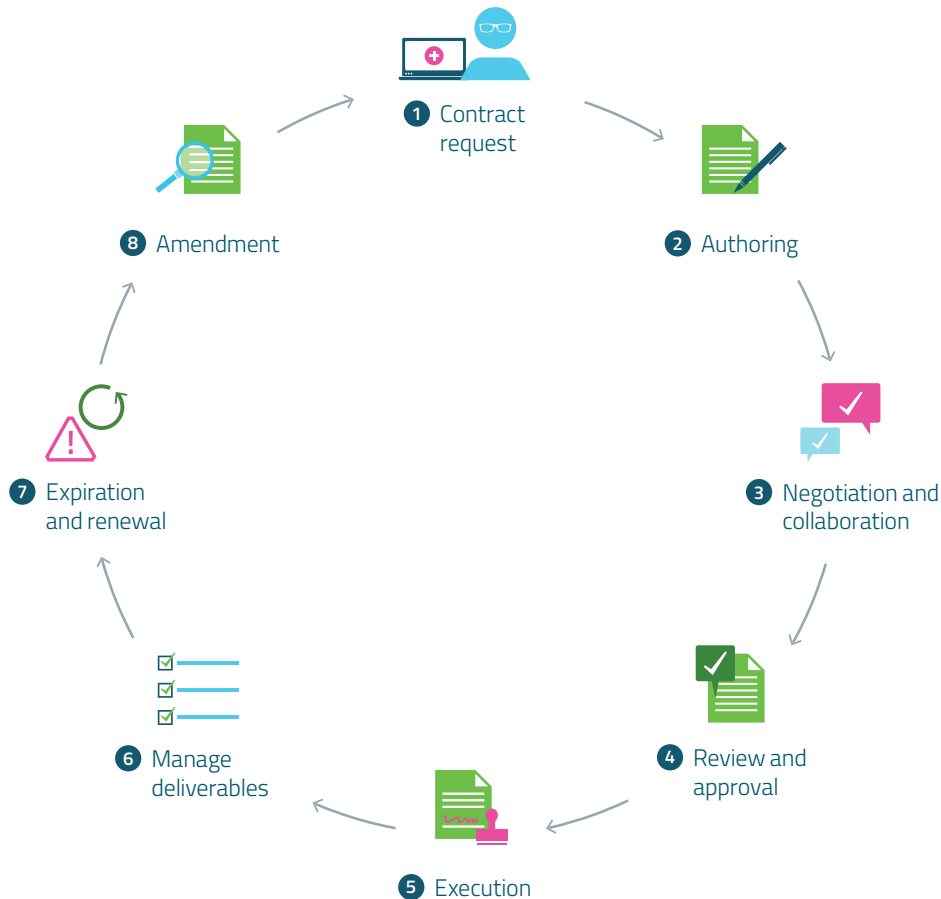 1 Contract
request
2 Authoring
3 Negotiation and
collaboration
4 Review and
approval
5 Execution
6 Manage
deliverables
7 Expiration
and renewal
8 Amendment